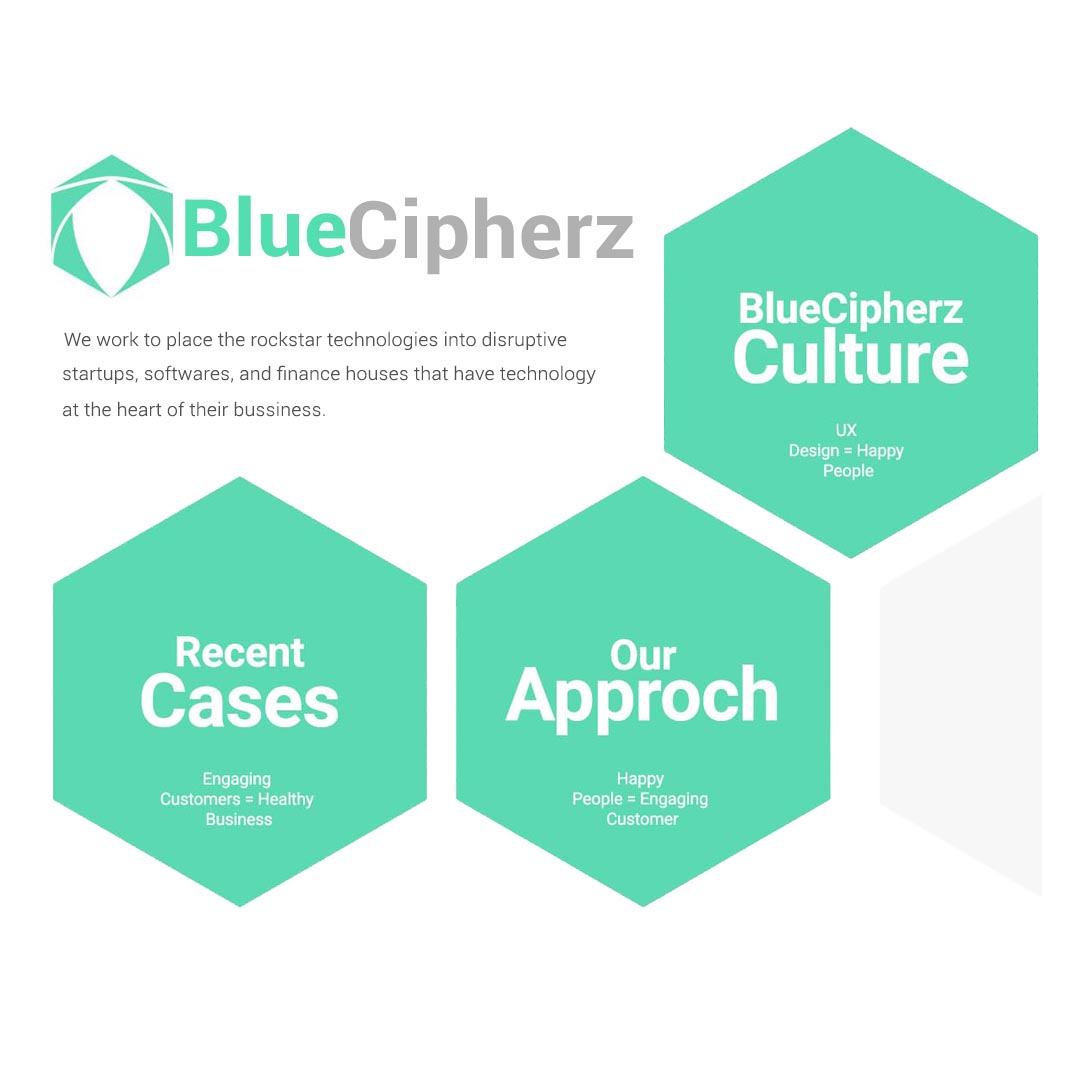 BlueCipherz
We work to place the rockstar technologies into disruptive
startups, softwares, and finance houses that have technology
at the heart of their bussiness.
BlueCipherz
Culture
UX
Design = Happy
People
Recent
Cases
Engaging
Customers = Healthy
Business
Our
Approch
Happy
People = Engaging
Customer